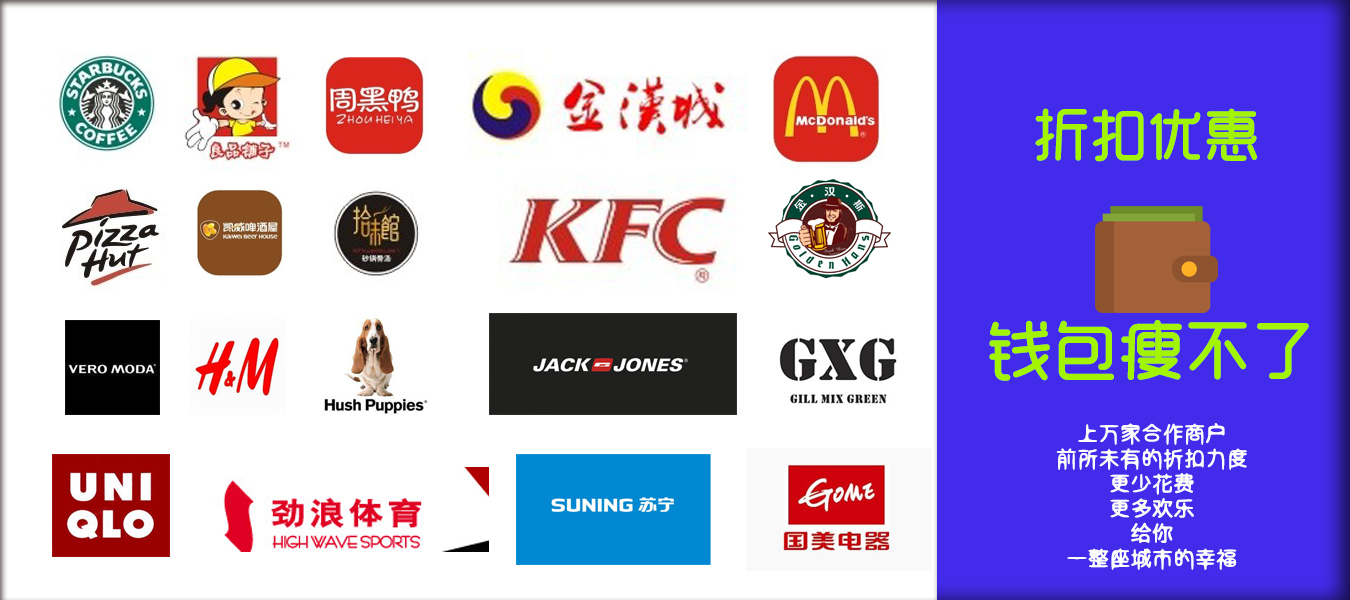 STARBUCKS
COFFEE
良品铺子 TM
周黑鸭
ZHOU HEI YA
金漢城
McDonald's
®
Pizza
Hut
凯威啤酒屋
KAIWEI BEER HOUSE
拾味館
砂锅骨汤
KFC
®
金·汉·斯
Golden Hans
VERO MODA®
H&M
Hush Puppies®
JACK JONES®
GXG
GILL MIX GREEN
UNI
QLO
劲浪体育
HIGH WAVE SPORTS
SUNING 苏宁
GOME
国美电器
折扣优惠
钱包瘦不了
上万家合作商户
前所未有的折扣力度
更少花费
更多欢乐
给你
一整座城市的幸福